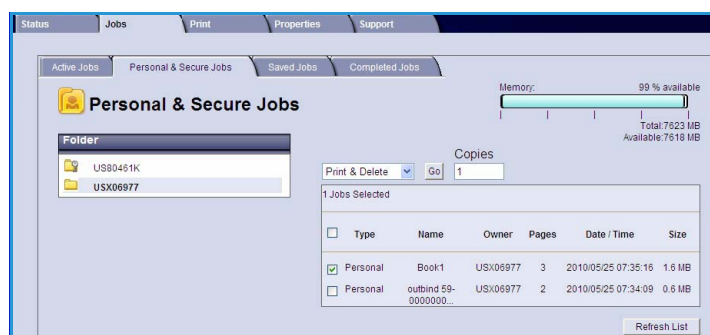 Status Jobs Print Properties Support
Active Jobs Personal & Secure Jobs Saved Jobs Completed Jobs
Personal & Secure Jobs
Memory: 99 % available
Total:7623 MB
Available:7618 MB
Folder
US80461K
USX06977
Copies
Print & Delete Go 1
1 Jobs Selected
Type Name Owner Pages Date / Time Size
Personal Book1 USX06977 3 2010/05/25 07:35:16 1.6 MB
Personal outbind 59- USX06977 2 2010/05/25 07:34:09 0.6 MB
0000000...
Refresh List